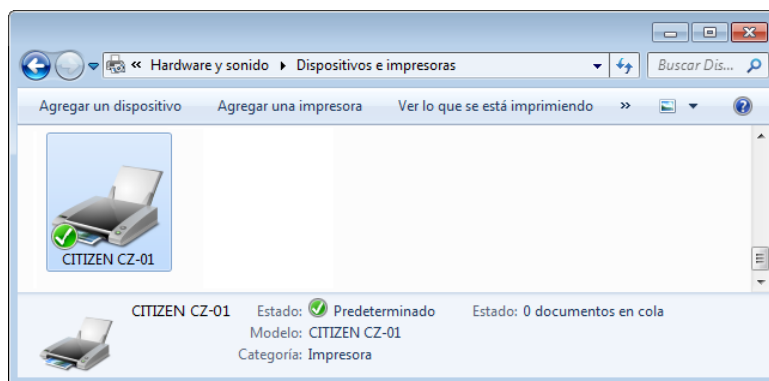 « Hardware y sonido ▸ Dispositivos e impresoras Buscar Dis...
Agregar un dispositivo Agregar una impresora Ver lo que se está imprimiendo »
CITIZEN CZ-01
CITIZEN CZ-01 Estado: Predeterminado Estado: 0 documentos en cola
Modelo: CITIZEN CZ-01
Categoría: Impresora